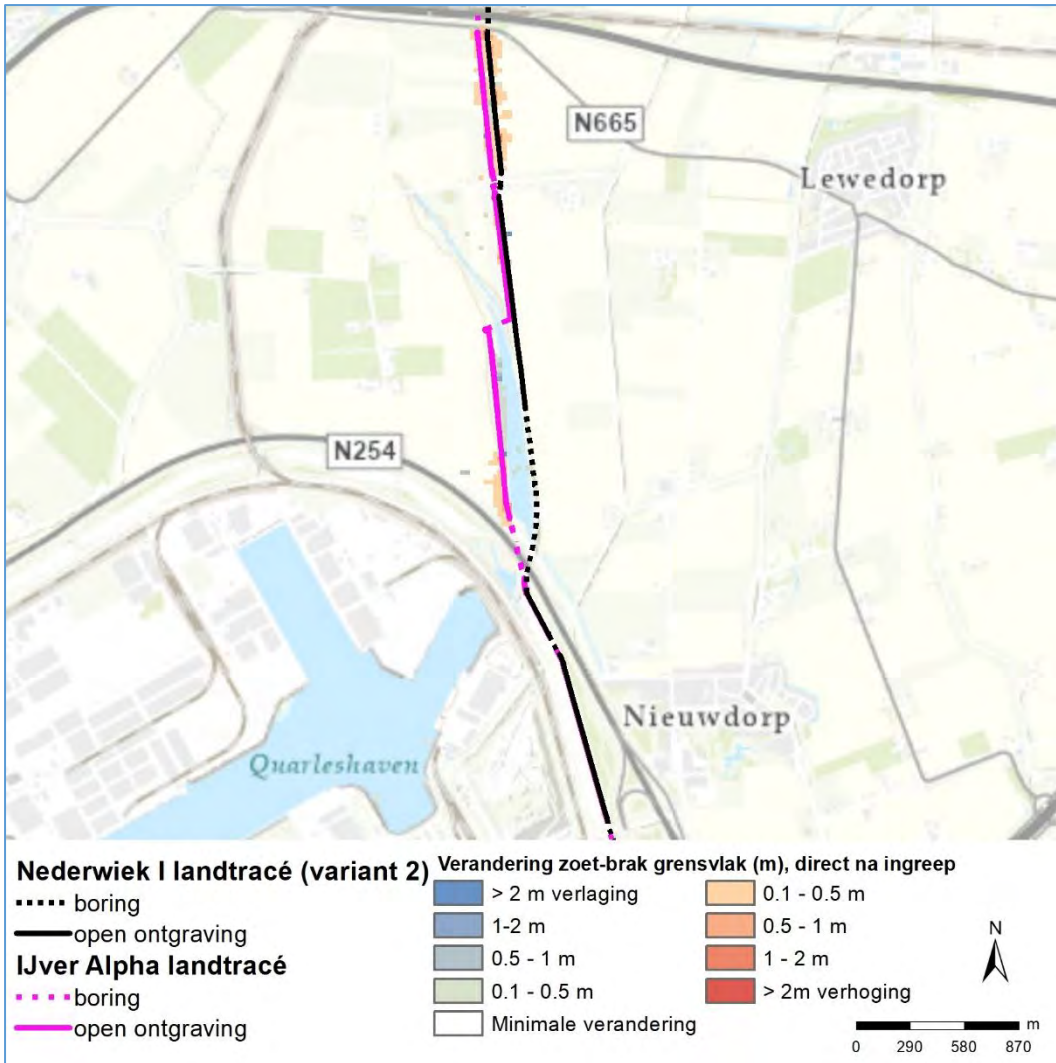 N665
Lewedorp
N254
Nieuwdorp
Quarleshaven
Nederwiek I landtracé (variant 2)
boring
open ontgraving
IJver Alpha landtracé
boring
open ontgraving
Verandering zoet-brak grensvlak (m), direct na ingreep
> 2 m verlaging
1-2 m
0.5 - 1 m
0.1 - 0.5 m
Minimale verandering
0.1 - 0.5 m
0.5 - 1 m
1 - 2 m
> 2m verhoging
N
m
0 290 580 870